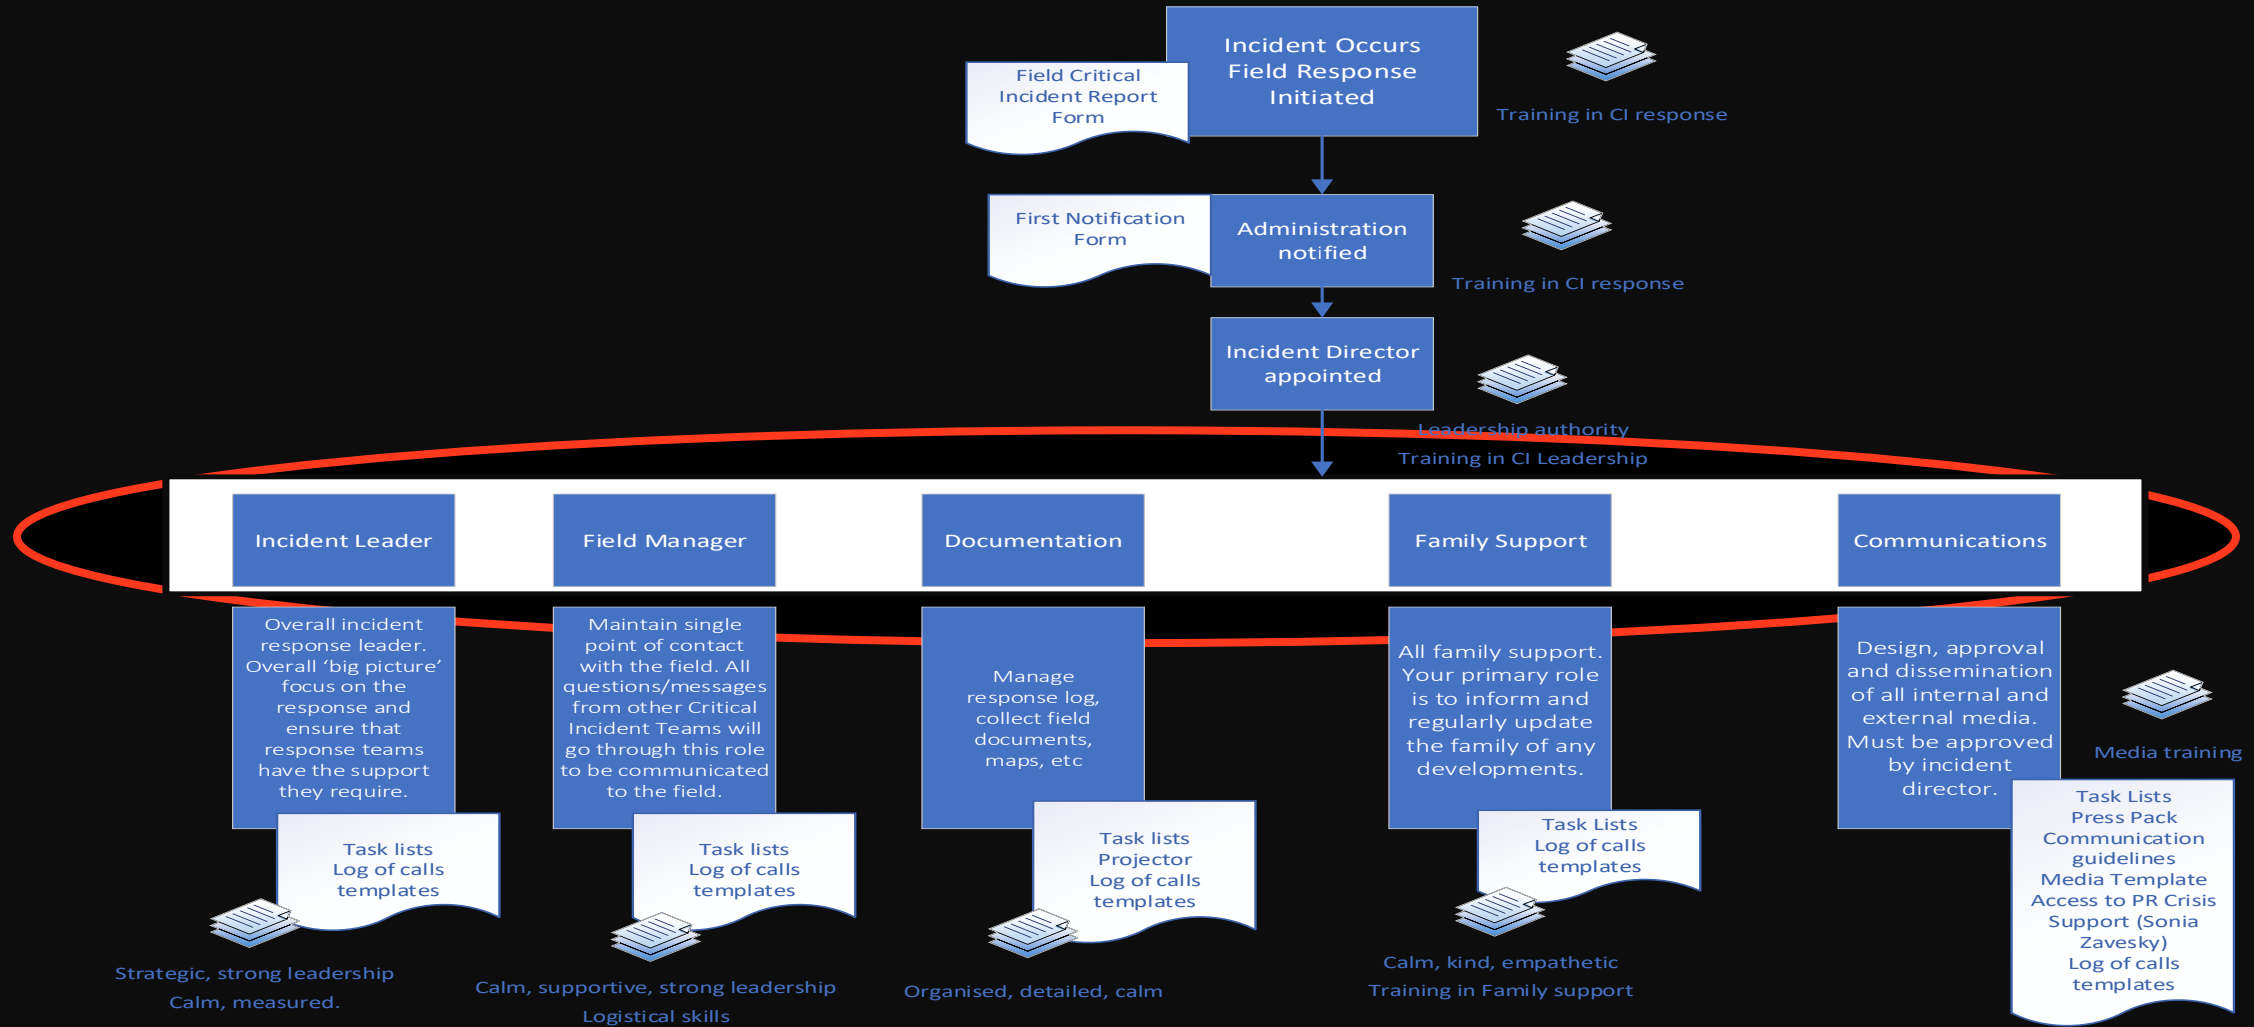 Incident Occurs
Field Response
Initiated
Field Critical
Incident Report
Form
Training in CI response
First Notification
Form
Administration
notified
Training in CI response
Incident Director
appointed
Leadership authority
Training in CI Leadership
Incident Leader
Field Manager
Documentation
Family Support
Communications
Overall incident
response leader.
Overall ‘big picture’
focus on the
response and
ensure that
response teams
have the support
they require.
Maintain single
point of contact
with the field. All
questions/messages
from other Critical
Incident Teams will
go through this role
to be communicated
to the field.
Manage
response log,
collect field
documents,
maps, etc
All family support.
Your primary role
is to inform and
regularly update
the family of any
developments.
Design, approval
and dissemination
of all internal and
external media.
Must be approved
by incident
director.
Media training
Task lists
Log of calls
templates
Task lists
Log of calls
templates
Task lists
Projector
Log of calls
templates
Task Lists
Log of calls
templates
Task Lists
Press Pack
Communication
guidelines
Media Template
Access to PR Crisis
Support (Sonia
Zavesky)
Log of calls
templates
Strategic, strong leadership
Calm, measured.
Calm, supportive, strong leadership
Logistical skills
Organised, detailed, calm
Calm, kind, empathetic
Training in Family support